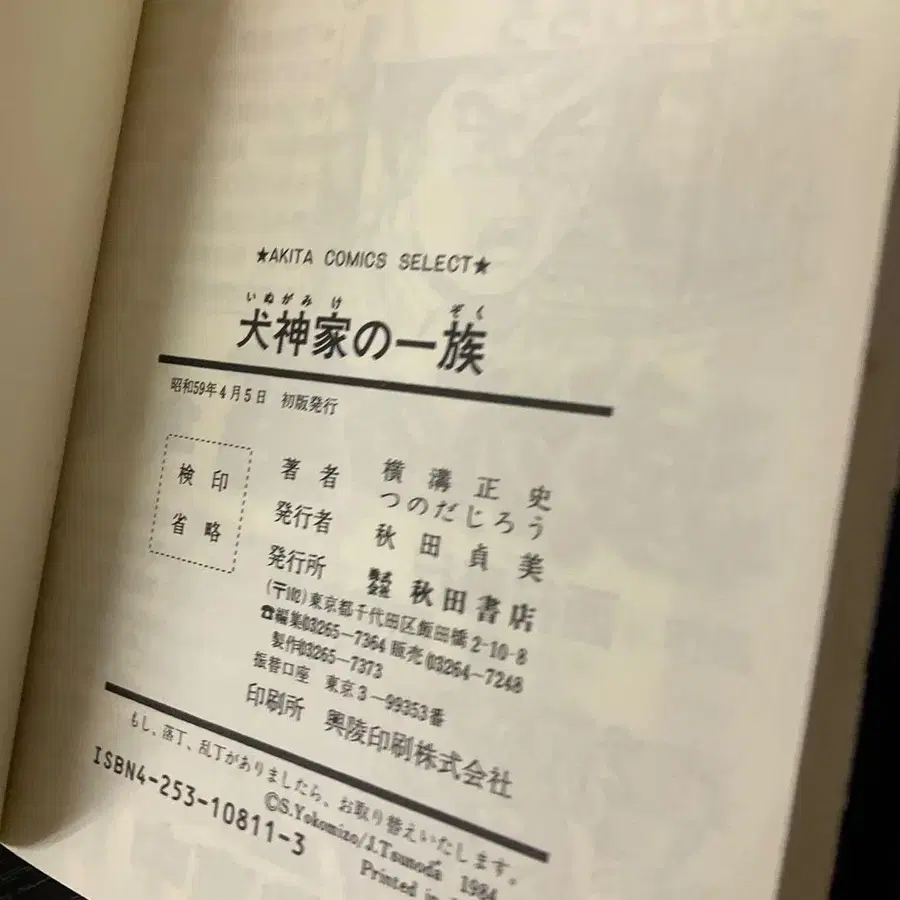 ★AKITA COMICS SELECT★
いぬがみけ ぞく
犬神家の一族
昭和59年4月5日 初版発行
検印
省略
著者 横溝正史
つのだじろう
発行者 秋田貞美
発行所 株式会社 秋田書店
(〒102)東京都千代田区飯田橋2-10-8
☎編集03265-7364 販売03264-7248
製作03265-7373
振替口座 東京3-99353番
印刷所 興陵印刷株式会社
もし、落丁、乱丁がありましたら、お取り替えいたします。
©S.Yokomizo/J.Tsunoda 1984
ISBN4-253-10811-3
Printed in